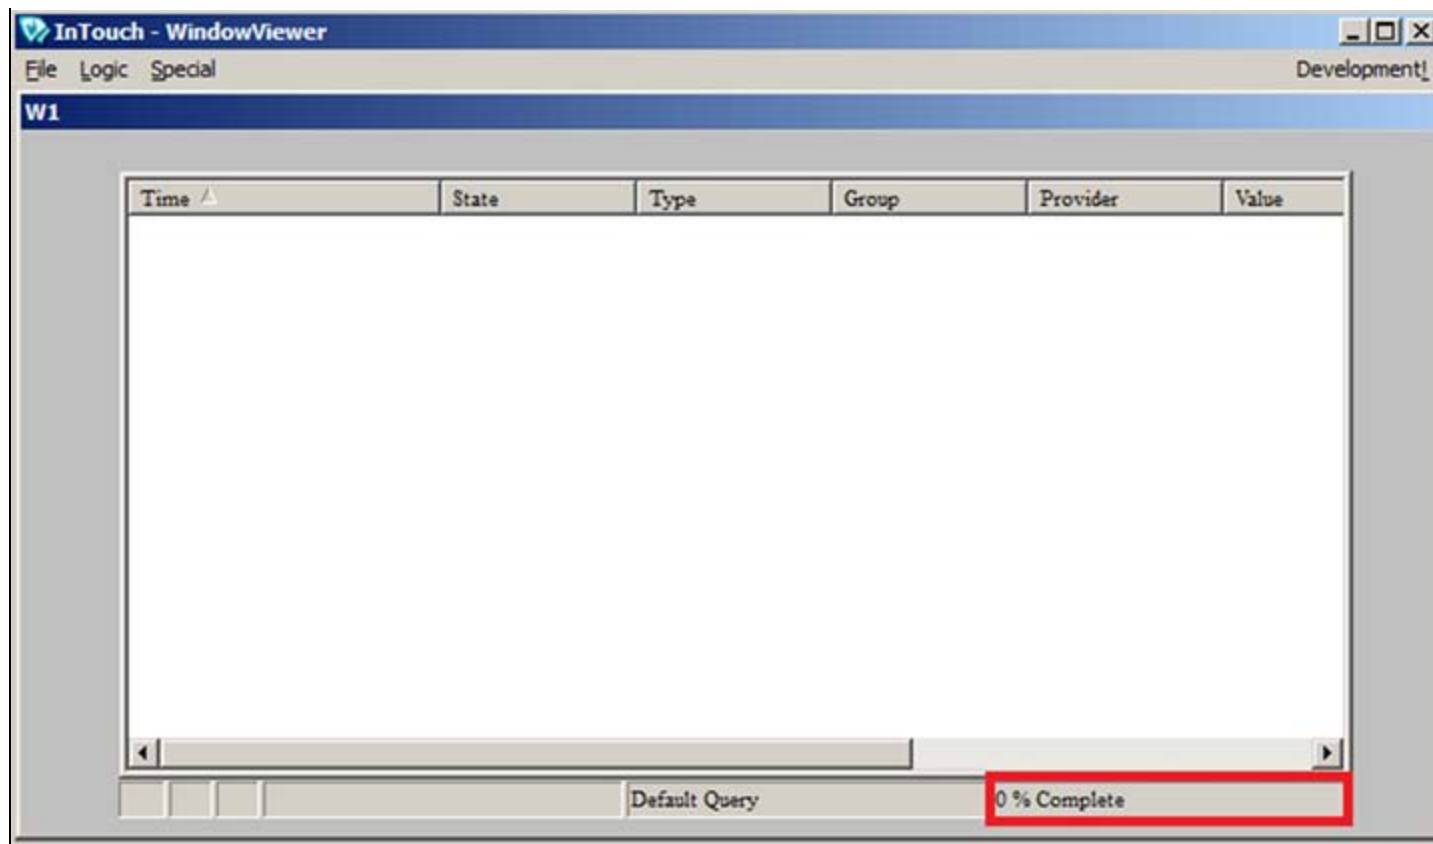 InTouch - WindowViewer
File Logic Special Development!
W1
Time State Type Group Provider Value
Default Query 0 % Complete